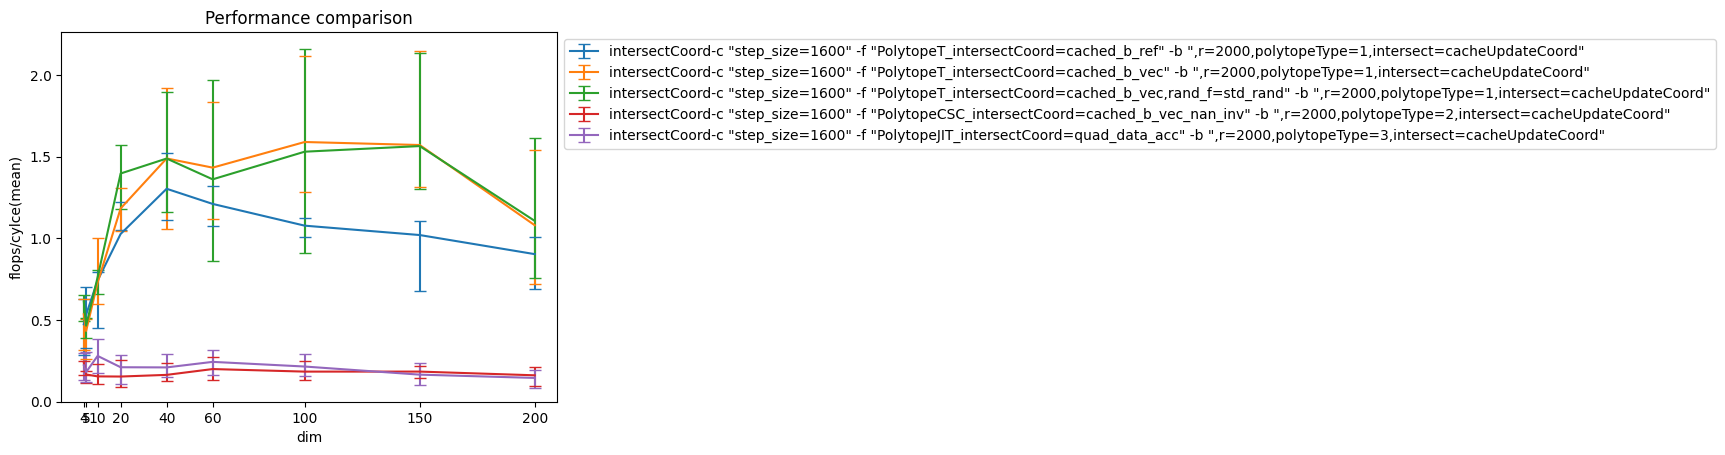 Performance comparison
flops/cylce(mean)
2.0
1.5
1.0
0.5
0.0
4 5 10 20 40 60 100 150 200
dim
intersectCoord-c "step_size=1600" -f "PolytopeT_intersectCoord=cached_b_ref" -b ",r=2000,polytopeType=1,intersect=cacheUpdateCoord"
intersectCoord-c "step_size=1600" -f "PolytopeT_intersectCoord=cached_b_vec" -b ",r=2000,polytopeType=1,intersect=cacheUpdateCoord"
intersectCoord-c "step_size=1600" -f "PolytopeT_intersectCoord=cached_b_vec,rand_f=std_rand" -b ",r=2000,polytopeType=1,intersect=cacheUpdateCoord"
intersectCoord-c "step_size=1600" -f "PolytopeCSC_intersectCoord=cached_b_vec_nan_inv" -b ",r=2000,polytopeType=2,intersect=cacheUpdateCoord"
intersectCoord-c "step_size=1600" -f "PolytopeJIT_intersectCoord=quad_data_acc" -b ",r=2000,polytopeType=3,intersect=cacheUpdateCoord"